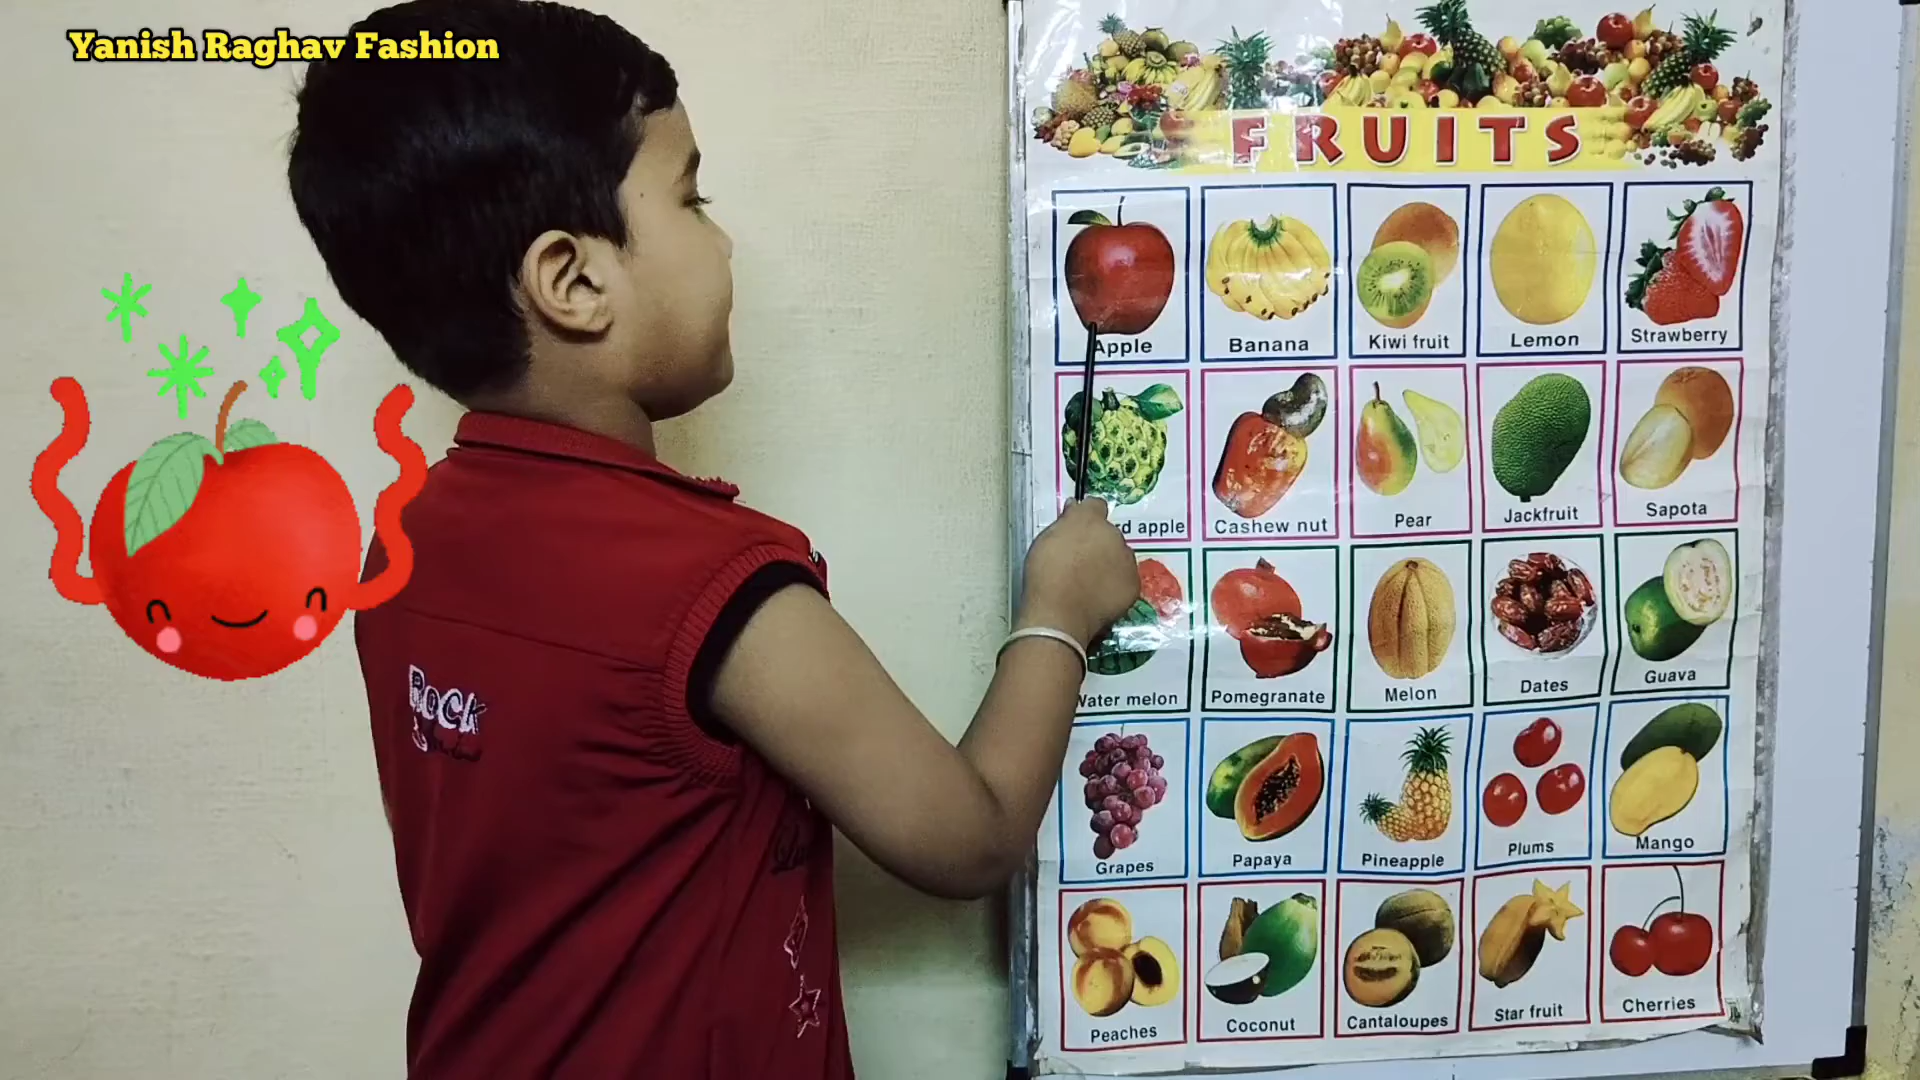 Yanish Raghav Fashion
FRUITS
Apple
Banana
Kiwi fruit
Lemon
Strawberry
apple
Cashew nut
Pear
Jackfruit
Sapota
Water melon
Pomegranate
Melon
Dates
Guava
Grapes
Papaya
Pineapple
Plums
Mango
Peaches
Coconut
Cantaloupes
Star fruit
Cherries
Rock